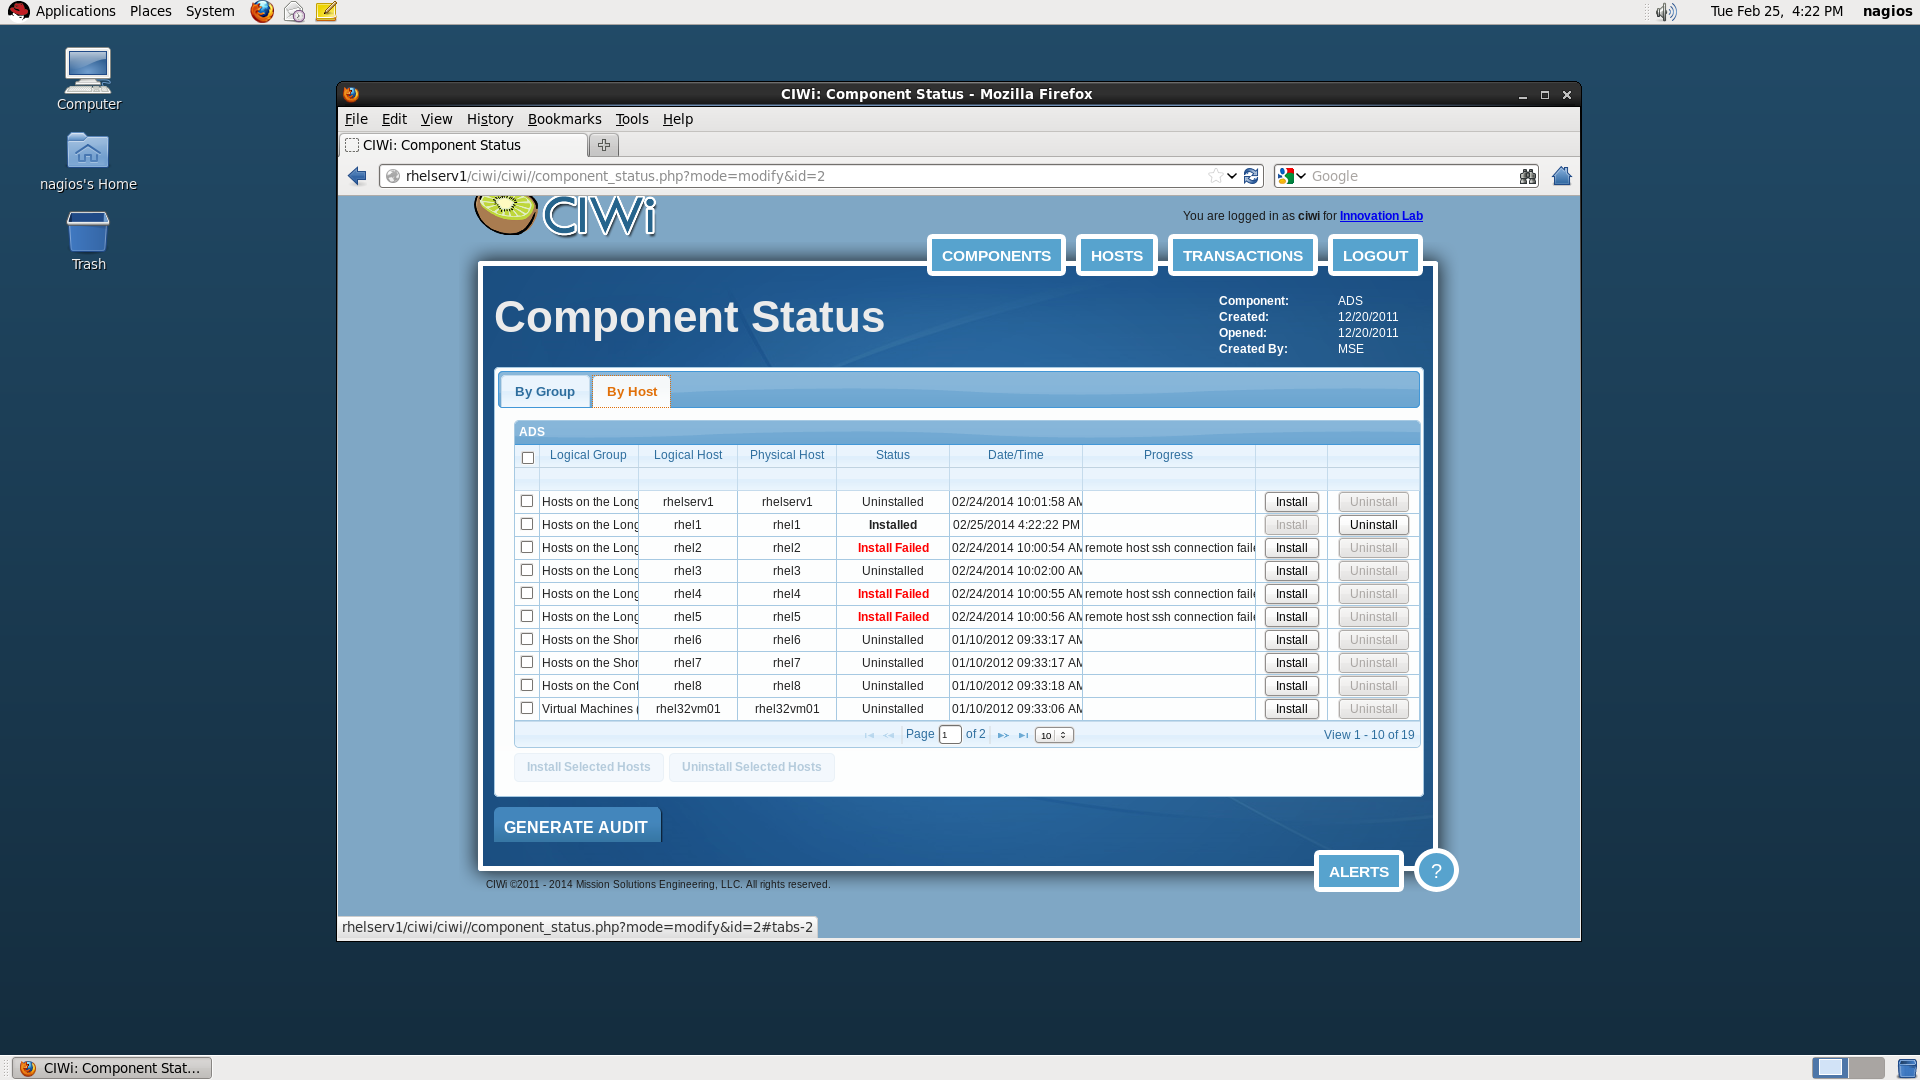 Applications Places System Tue Feb 25, 4:22 PM nagios
Computer
nagios's Home
Trash
CIWi: Component Status - Mozilla Firefox
File Edit View History Bookmarks Tools Help
CIWi: Component Status
rhelserv1/ciwi/ciwi//component_status.php?mode=modify&id=2 Google
CIWi
You are logged in as ciwi for Innovation Lab
COMPONENTS HOSTS TRANSACTIONS LOGOUT
Component Status
Component: ADS
Created: 12/20/2011
Opened: 12/20/2011
Created By: MSE
By Group By Host
ADS
Logical Group Logical Host Physical Host Status Date/Time Progress
Hosts on the Long rhelserv1 rhelserv1 Uninstalled 02/24/2014 10:01:58 AM Install Uninstall
Hosts on the Long rhel1 rhel1 Installed 02/25/2014 4:22:22 PM Install Uninstall
Hosts on the Long rhel2 rhel2 Install Failed 02/24/2014 10:00:54 AM remote host ssh connection faile Install Uninstall
Hosts on the Long rhel3 rhel3 Uninstalled 02/24/2014 10:02:00 AM Install Uninstall
Hosts on the Long rhel4 rhel4 Install Failed 02/24/2014 10:00:55 AM remote host ssh connection faile Install Uninstall
Hosts on the Long rhel5 rhel5 Install Failed 02/24/2014 10:00:56 AM remote host ssh connection faile Install Uninstall
Hosts on the Shor rhel6 rhel6 Uninstalled 01/10/2012 09:33:17 AM Install Uninstall
Hosts on the Shor rhel7 rhel7 Uninstalled 01/10/2012 09:33:17 AM Install Uninstall
Hosts on the Cont rhel8 rhel8 Uninstalled 01/10/2012 09:33:18 AM Install Uninstall
Virtual Machines ( rhel32vm01 rhel32vm01 Uninstalled 01/10/2012 09:33:06 AM Install Uninstall
Page 1 of 2 10 View 1 - 10 of 19
Install Selected Hosts Uninstall Selected Hosts
GENERATE AUDIT
ALERTS ?
CIWi ©2011 - 2014 Mission Solutions Engineering, LLC. All rights reserved.
rhelserv1/ciwi/ciwi//component_status.php?mode=modify&id=2#tabs-2
CIWi: Component Stat...